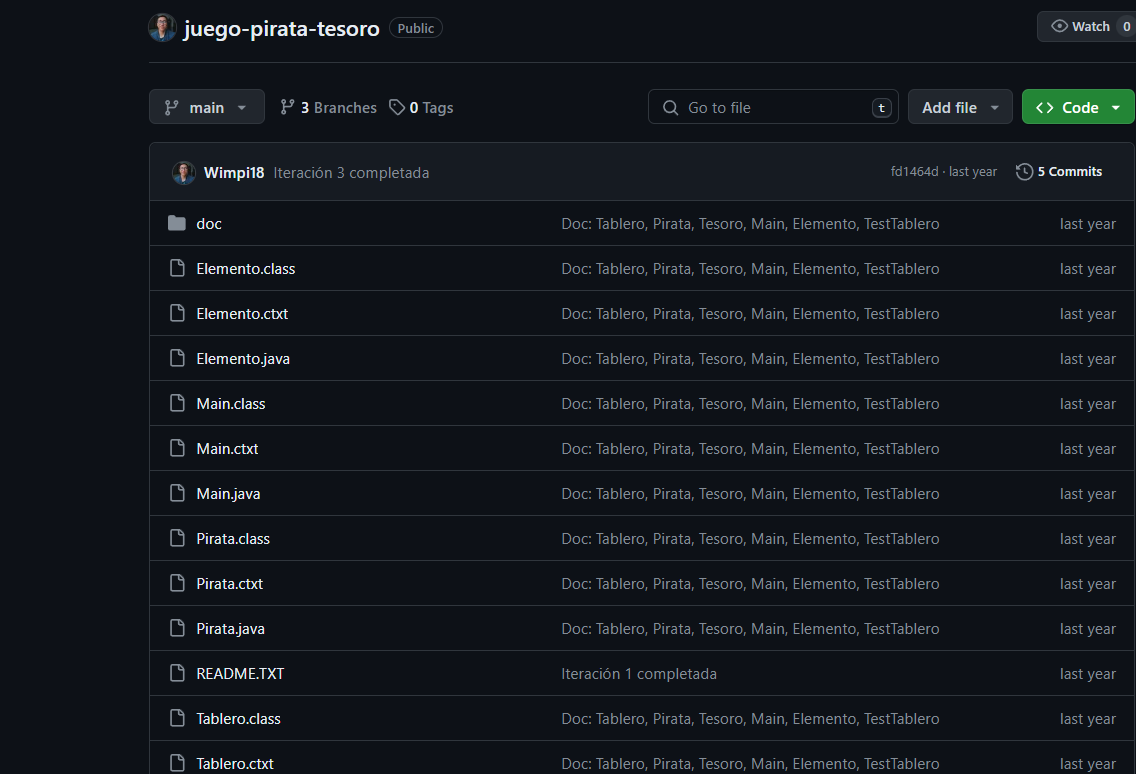 juego-pirata-tesoro Public Watch 0
main 3 Branches 0 Tags Go to file t Add file Code
Wimpi18 Iteración 3 completada fd1464d · last year 5 Commits
doc Doc: Tablero, Pirata, Tesoro, Main, Elemento, TestTablero last year
Elemento.class Doc: Tablero, Pirata, Tesoro, Main, Elemento, TestTablero last year
Elemento.ctxt Doc: Tablero, Pirata, Tesoro, Main, Elemento, TestTablero last year
Elemento.java Doc: Tablero, Pirata, Tesoro, Main, Elemento, TestTablero last year
Main.class Doc: Tablero, Pirata, Tesoro, Main, Elemento, TestTablero last year
Main.ctxt Doc: Tablero, Pirata, Tesoro, Main, Elemento, TestTablero last year
Main.java Doc: Tablero, Pirata, Tesoro, Main, Elemento, TestTablero last year
Pirata.class Doc: Tablero, Pirata, Tesoro, Main, Elemento, TestTablero last year
Pirata.ctxt Doc: Tablero, Pirata, Tesoro, Main, Elemento, TestTablero last year
Pirata.java Doc: Tablero, Pirata, Tesoro, Main, Elemento, TestTablero last year
README.TXT Iteración 1 completada last year
Tablero.class Doc: Tablero, Pirata, Tesoro, Main, Elemento, TestTablero last year
Tablero.ctxt Doc: Tablero, Pirata, Tesoro, Main, Elemento, TestTablero last year